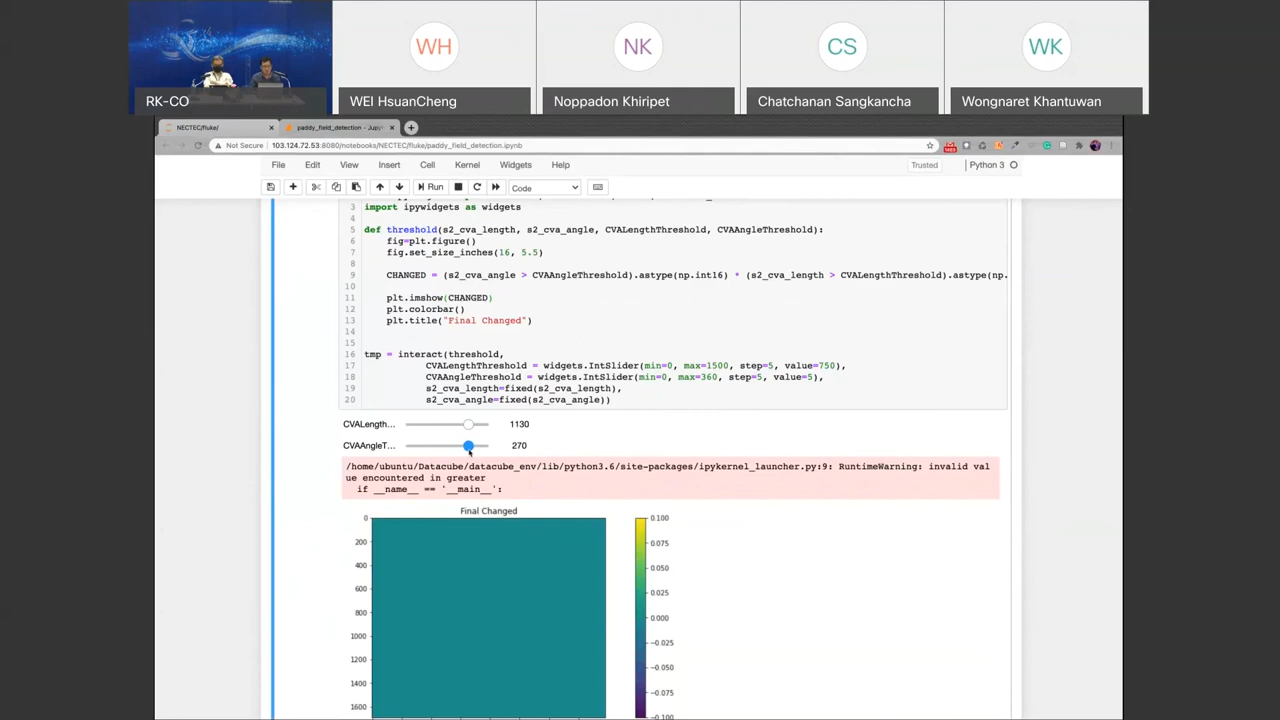 WH
NK
CS
WK
RK-CO
WEI HsuanCheng
Noppadon Khiripet
Chatchanan Sangkancha
Wongnaret Khantuwan
NECTEC/fluke/
paddy_field_detection - Jupyt
Not Secure
103.124.72.53:8080/notebooks/NECTEC/fluke/paddy_field_detection.ipynb
File Edit View Insert Cell Kernel Widgets Help
Trusted
Python 3
Run
Code
3 import ipywidgets as widgets
4
5 def threshold(s2_cva_length, s2_cva_angle, CVALengthThreshold, CVAAngleThreshold):
6 fig=plt.figure()
7 fig.set_size_inches(16, 5.5)
8
9 CHANGED = (s2_cva_angle > CVAAngleThreshold).astype(np.int16) * (s2_cva_length > CVALengthThreshold).astype(np.
10
11 plt.imshow(CHANGED)
12 plt.colorbar()
13 plt.title("Final Changed")
14
15
16 tmp = interact(threshold,
17 CVALengthThreshold = widgets.IntSlider(min=0, max=1500, step=5, value=750),
18 CVAAngleThreshold = widgets.IntSlider(min=0, max=360, step=5, value=5),
19 s2_cva_length=fixed(s2_cva_length),
20 s2_cva_angle=fixed(s2_cva_angle))
CVALength... 1130
CVAAngleT... 270
/home/ubuntu/Datacube/datacube_env/lib/python3.6/site-packages/ipykernel_launcher.py:9: RuntimeWarning: invalid val
ue encountered in greater
if __name__ == '__main__':
Final Changed
0
200
400
600
800
1000
1200
1400
1600
0.100
0.075
0.050
0.025
0.000
−0.025
−0.050
−0.075
−0.100